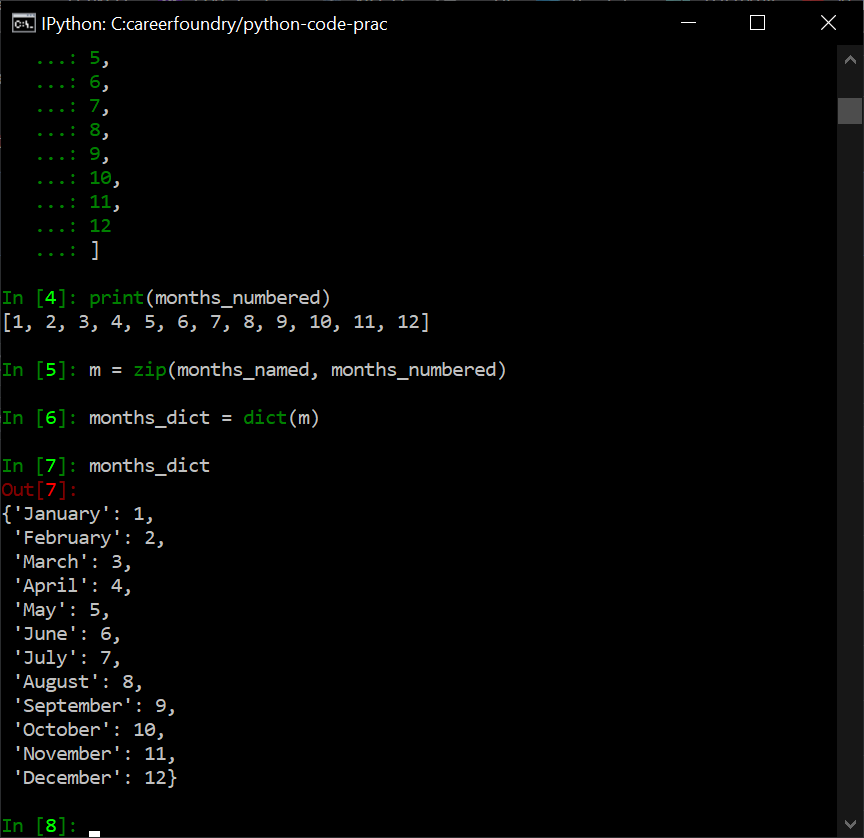 IPython: C:careerfoundry/python-code-prac
...: 5,
...: 6,
...: 7,
...: 8,
...: 9,
...: 10,
...: 11,
...: 12
...: ]
In [4]: print(months_numbered)
[1, 2, 3, 4, 5, 6, 7, 8, 9, 10, 11, 12]
In [5]: m = zip(months_named, months_numbered)
In [6]: months_dict = dict(m)
In [7]: months_dict
Out[7]:
{'January': 1,
'February': 2,
'March': 3,
'April': 4,
'May': 5,
'June': 6,
'July': 7,
'August': 8,
'September': 9,
'October': 10,
'November': 11,
'December': 12}
In [8]: